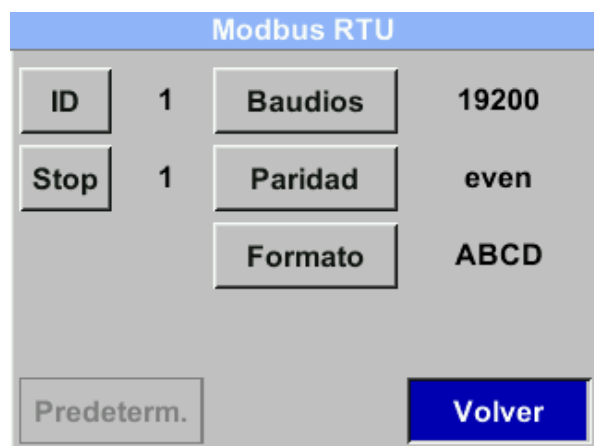 Modbus RTU
ID 1 Baudios 19200
Stop 1 Paridad even
Formato ABCD
Predeterm. Volver